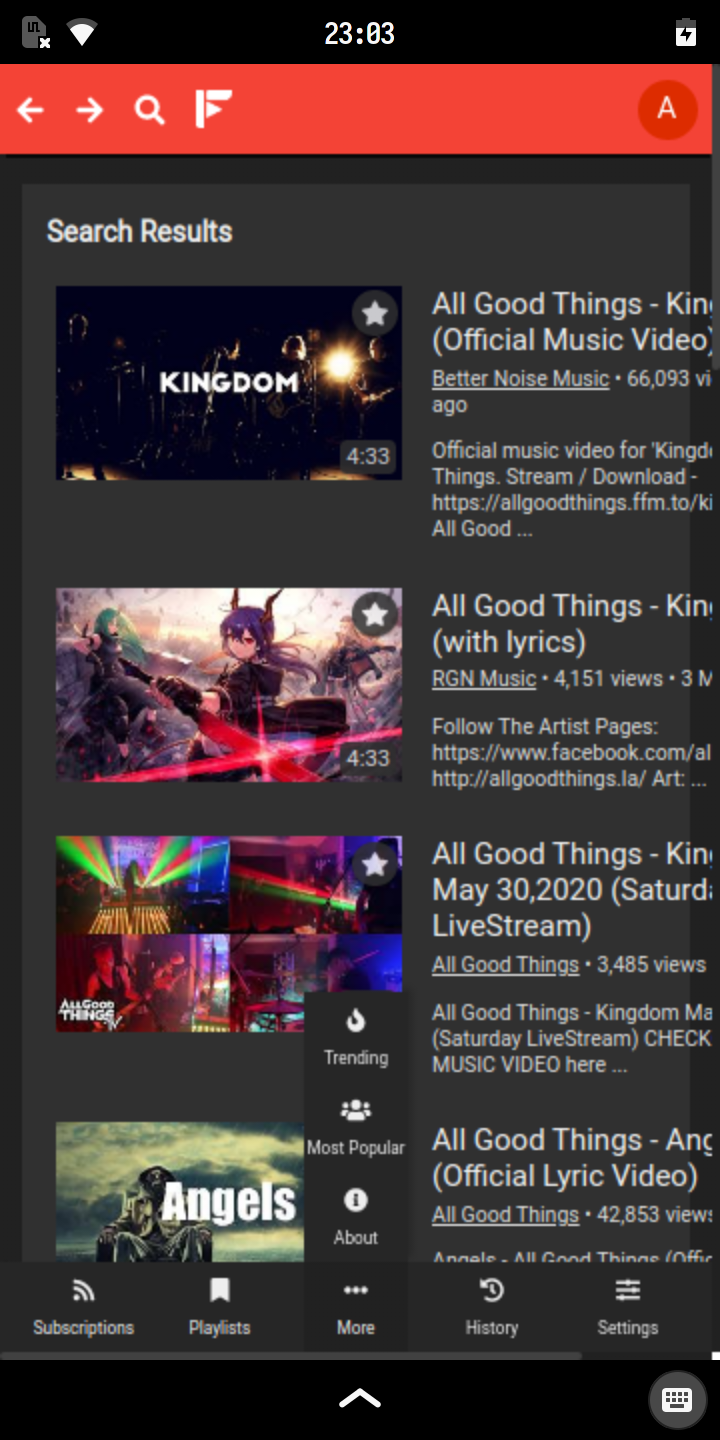 23:03
A
Search Results
KINGDOM
4:33
All Good Things - King
(Official Music Video)
Better Noise Music • 66,093 vi
ago
Official music video for 'Kingd
Things. Stream / Download -
https://allgoodthings.ffm.to/ki
All Good ...
4:33
All Good Things - King
(with lyrics)
RGN Music • 4,151 views • 3 M
Follow The Artist Pages:
https://www.facebook.com/al
http://allgoodthings.la/ Art: ...
ALL GOOD
THINGS TV
All Good Things - King
May 30,2020 (Saturda
LiveStream)
All Good Things • 3,485 views
All Good Things - Kingdom Ma
(Saturday LiveStream) CHECK
MUSIC VIDEO here ...
Angels
All Good Things - Ang
(Official Lyric Video)
All Good Things • 42,853 views
Angels - All Good Things (Offic
Trending
Most Popular
About
Subscriptions
Playlists
More
History
Settings